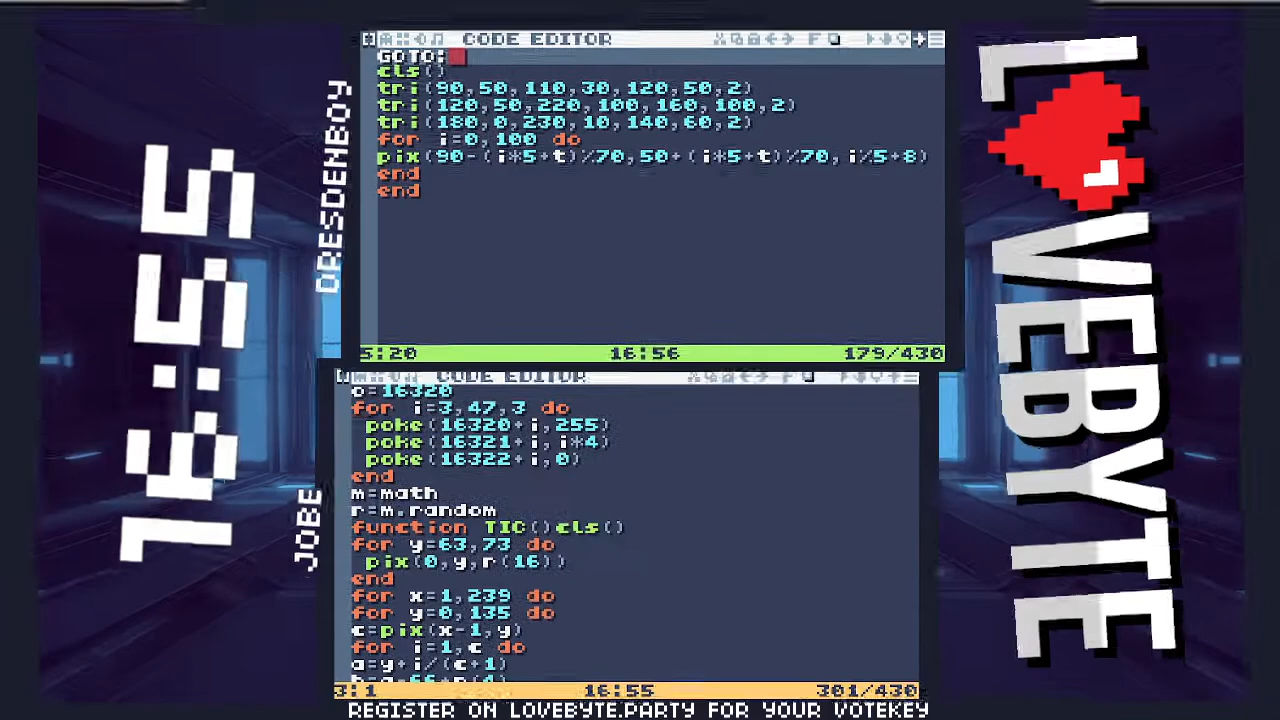 CODE EDITOR
GOTO:
cls()
tri(90,50,110,30,120,50,2)
tri(120,50,220,100,160,100,2)
tri(180,0,230,10,140,60,2)
for i=0,100 do
pix(90-(i*5+t)%70,50+(i*5+t)%70,i%5+8)
end
end
5:20 16:56 179/430
DRESDENBOY
16:55
LOVEBYTE
CODE EDITOR
o=16320
for i=3,47,3 do
poke(16320+i,255)
poke(16321+i, i*4)
poke(16322+i,0)
end
m=math
r=m.random
function TIC()cls()
for y=63,73 do
pix(0,y,r(16))
end
for x=1,239 do
for y=0,135 do
c=pix(x-1,y)
for i=1,c do
a=y+i/(c+1)
3:1 16:55 301/430
JOBE
REGISTER ON LOVEBYTE.PARTY FOR YOUR VOTEKEY